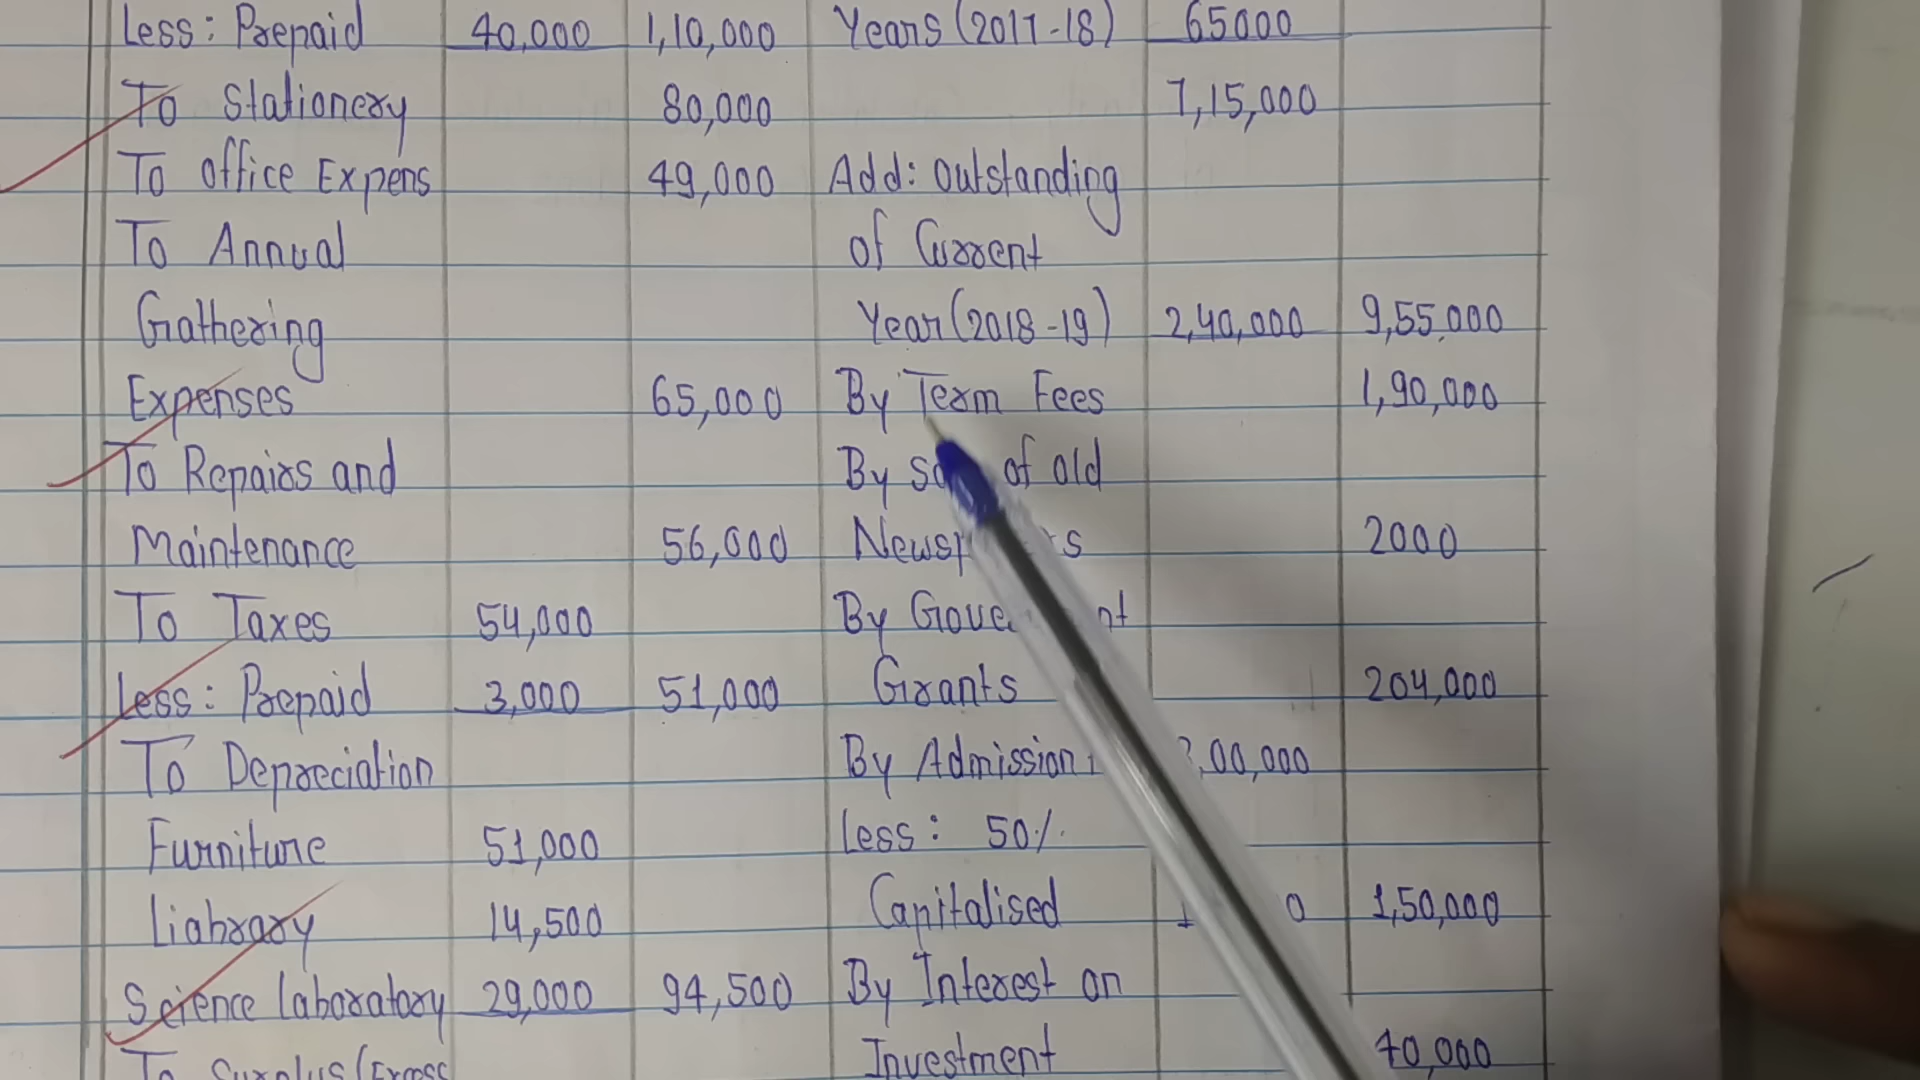 Less: Prepaid 40,000 1,10,000 Years (2017-18) 65000
To Stationery 80,000 7,15,000
To Office Expens 49,000 Add: Outstanding
To Annual of Current
Gathering Year (2018-19) 2,40,000 9,55,000
Expenses 65,000 By Term Fees 1,90,000
To Repairs and By of old
Maintenance 56,000 2000
To Taxes 54,000 By
Less: Prepaid 3,000 51,000 Grants 204,000
To Depreciation By Admission
Furniture 51,000 Less: 50%
Liabrary 14,500 Capitalised 1,50,000
Science laboratory 29,000 94,500 By Interest on
To Surplus (Excess Investment 40,000